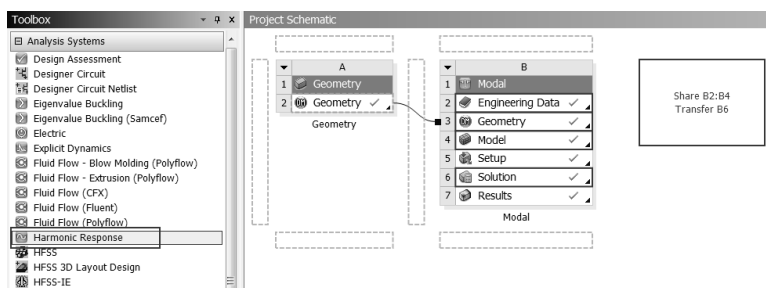 Toolbox
Project Schematic
Analysis Systems
Design Assessment
Designer Circuit
Designer Circuit Netlist
Eigenvalue Buckling
Eigenvalue Buckling (Samcef)
Electric
Explicit Dynamics
Fluid Flow - Blow Molding (Polyflow)
Fluid Flow - Extrusion (Polyflow)
Fluid Flow (CFX)
Fluid Flow (Fluent)
Fluid Flow (Polyflow)
Harmonic Response
HFSS
HFSS 3D Layout Design
HFSS-IE
A
1 Geometry
2 Geometry
Geometry
B
1 Modal
2 Engineering Data
3 Geometry
4 Model
5 Setup
6 Solution
7 Results
Modal
Share B2:B4
Transfer B6